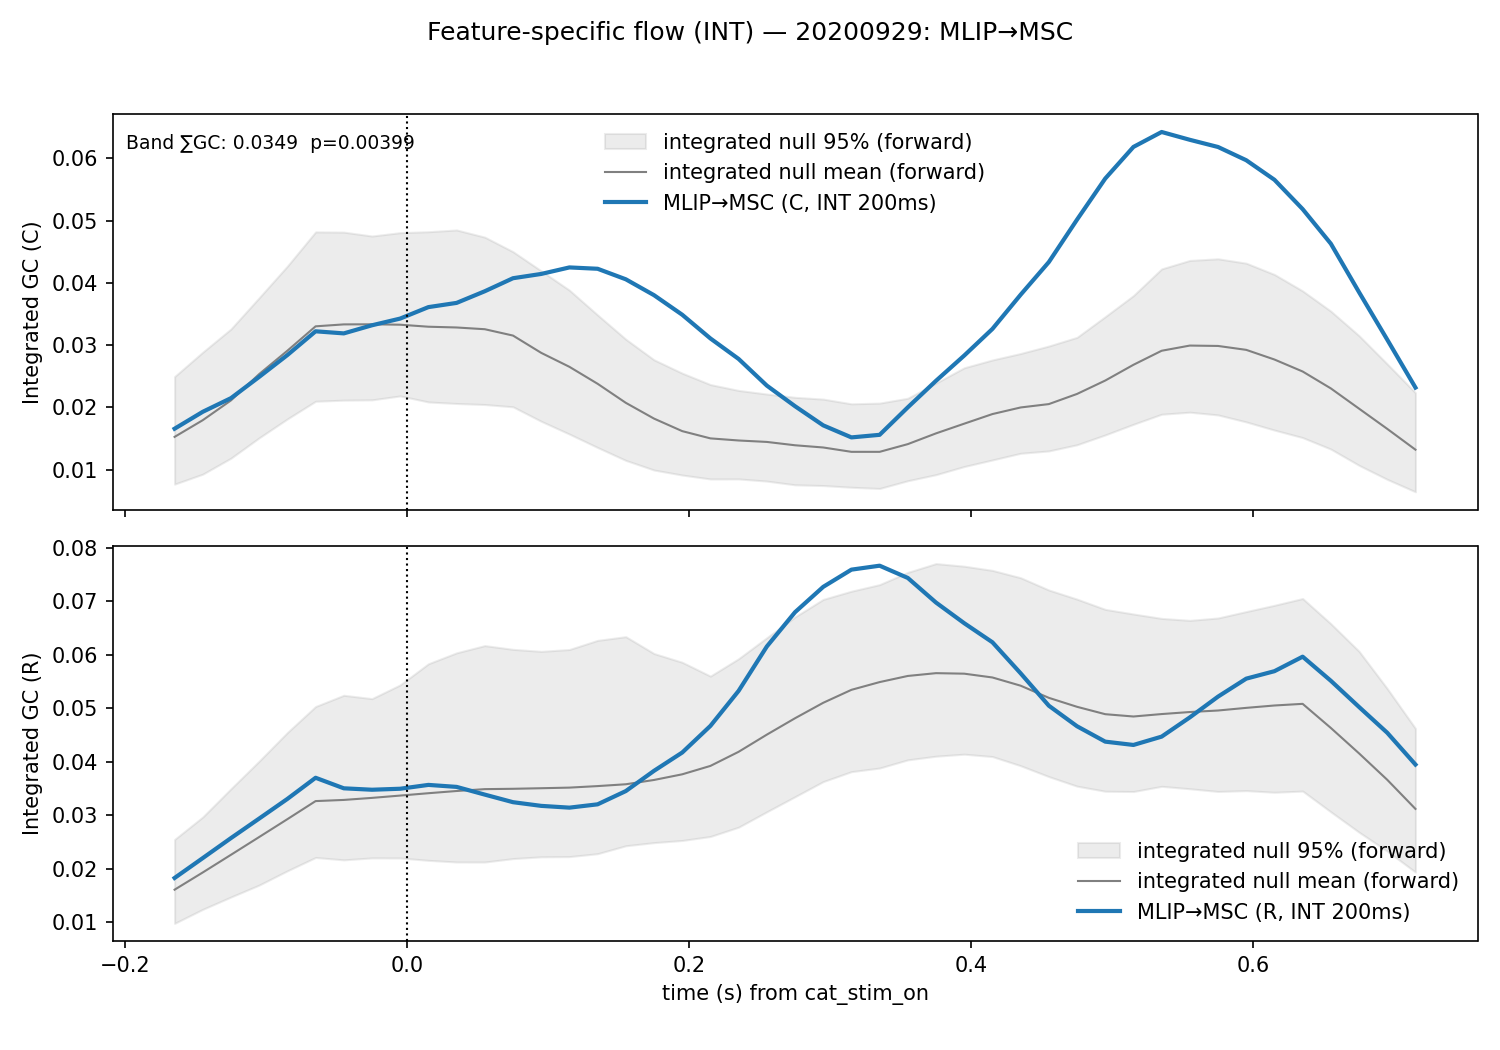 Feature-specific flow (INT) — 20200929: MLIP→MSC
Band ∑GC: 0.0349  p=0.00399
integrated null 95% (forward)
integrated null mean (forward)
MLIP→MSC (C, INT 200ms)
Integrated GC (C)
0.06
0.05
0.04
0.03
0.02
0.01
Integrated GC (R)
0.08
0.07
0.06
0.05
0.04
0.03
0.02
0.01
integrated null 95% (forward)
integrated null mean (forward)
MLIP→MSC (R, INT 200ms)
−0.2 0.0 0.2 0.4 0.6
time (s) from cat_stim_on